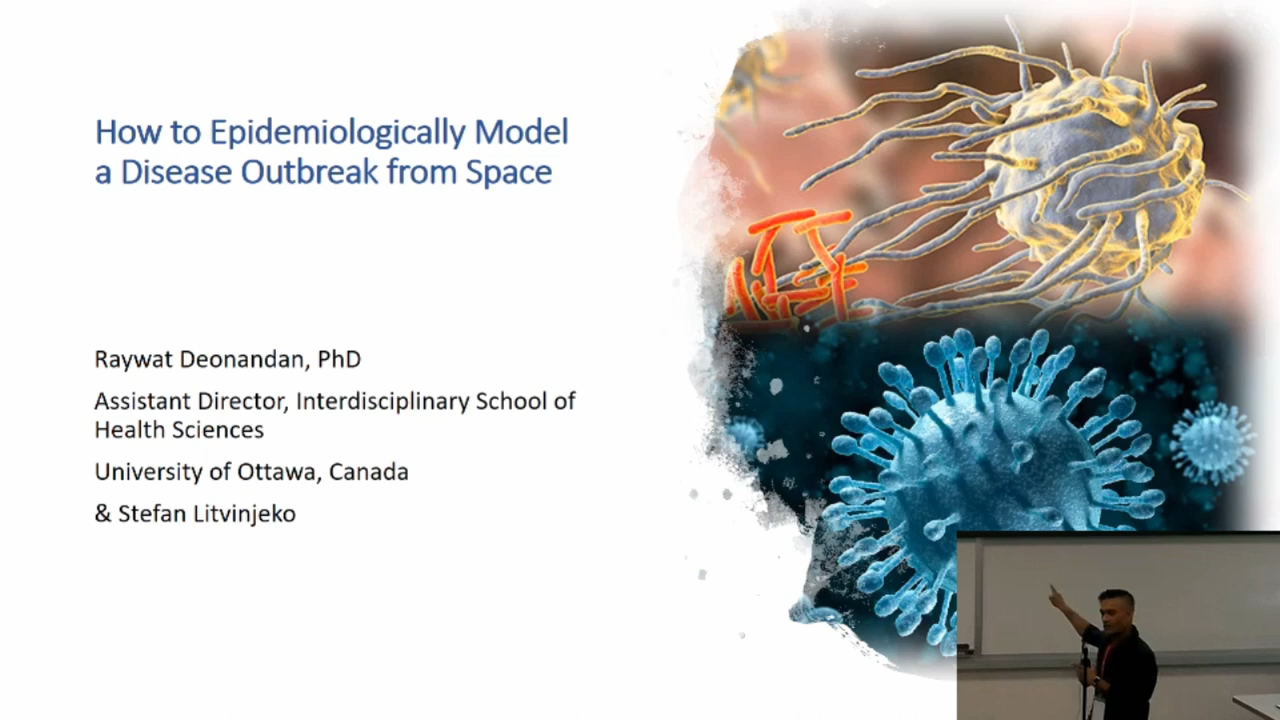 How to Epidemiologically Model
a Disease Outbreak from Space
Raywat Deonandan, PhD
Assistant Director, Interdisciplinary School of
Health Sciences
University of Ottawa, Canada
& Stefan Litvinjeko